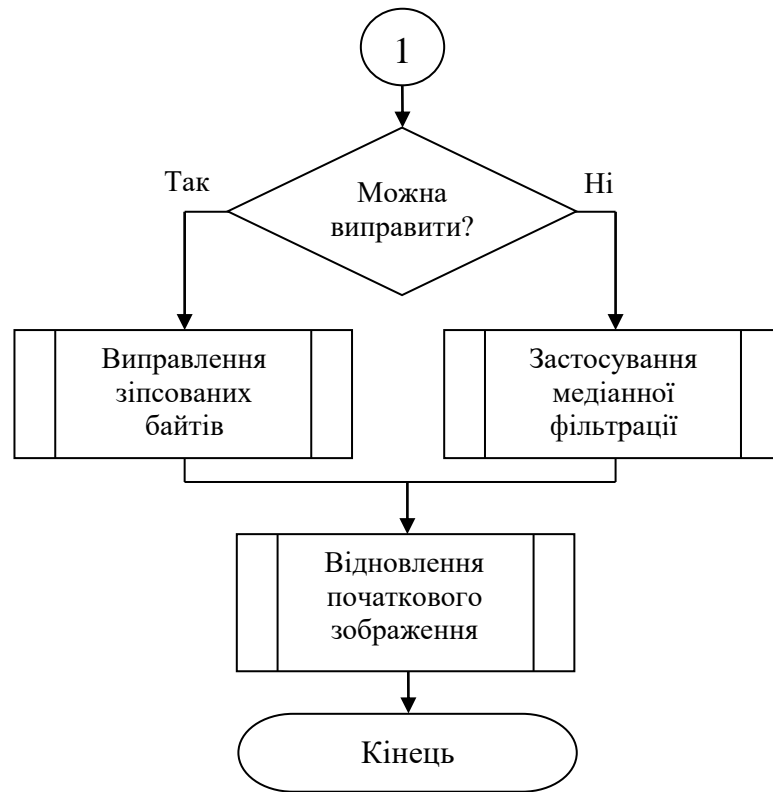 1
Так
Ні
Можна
виправити?
Виправлення
зіпсованих
байтів
Застосування
медіанної
фільтрації
Відновлення
початкового
зображення
Кінець